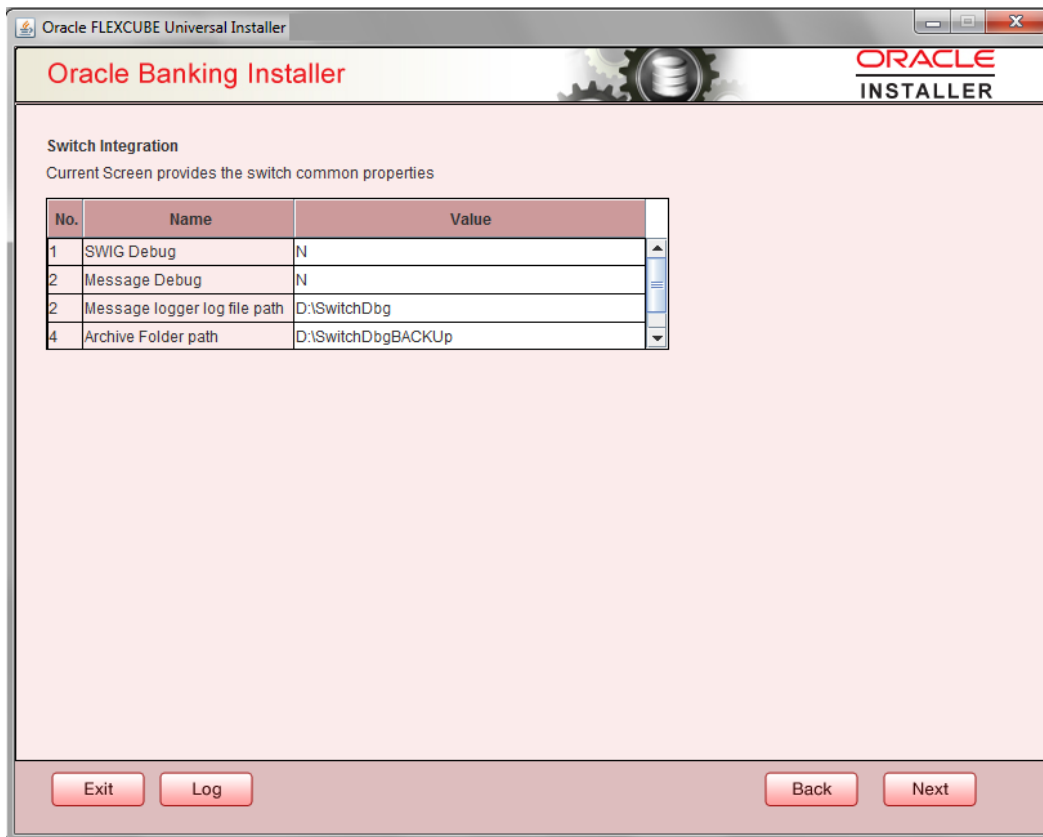 Oracle FLEXCUBE Universal Installer
Oracle Banking Installer
ORACLE
INSTALLER
Switch Integration
Current Screen provides the switch common properties
No. Name Value
1 SWIG Debug N
2 Message Debug N
2 Message logger log file path D:\SwitchDbg
4 Archive Folder path D:\SwitchDbgBACKUp
Exit Log Back Next